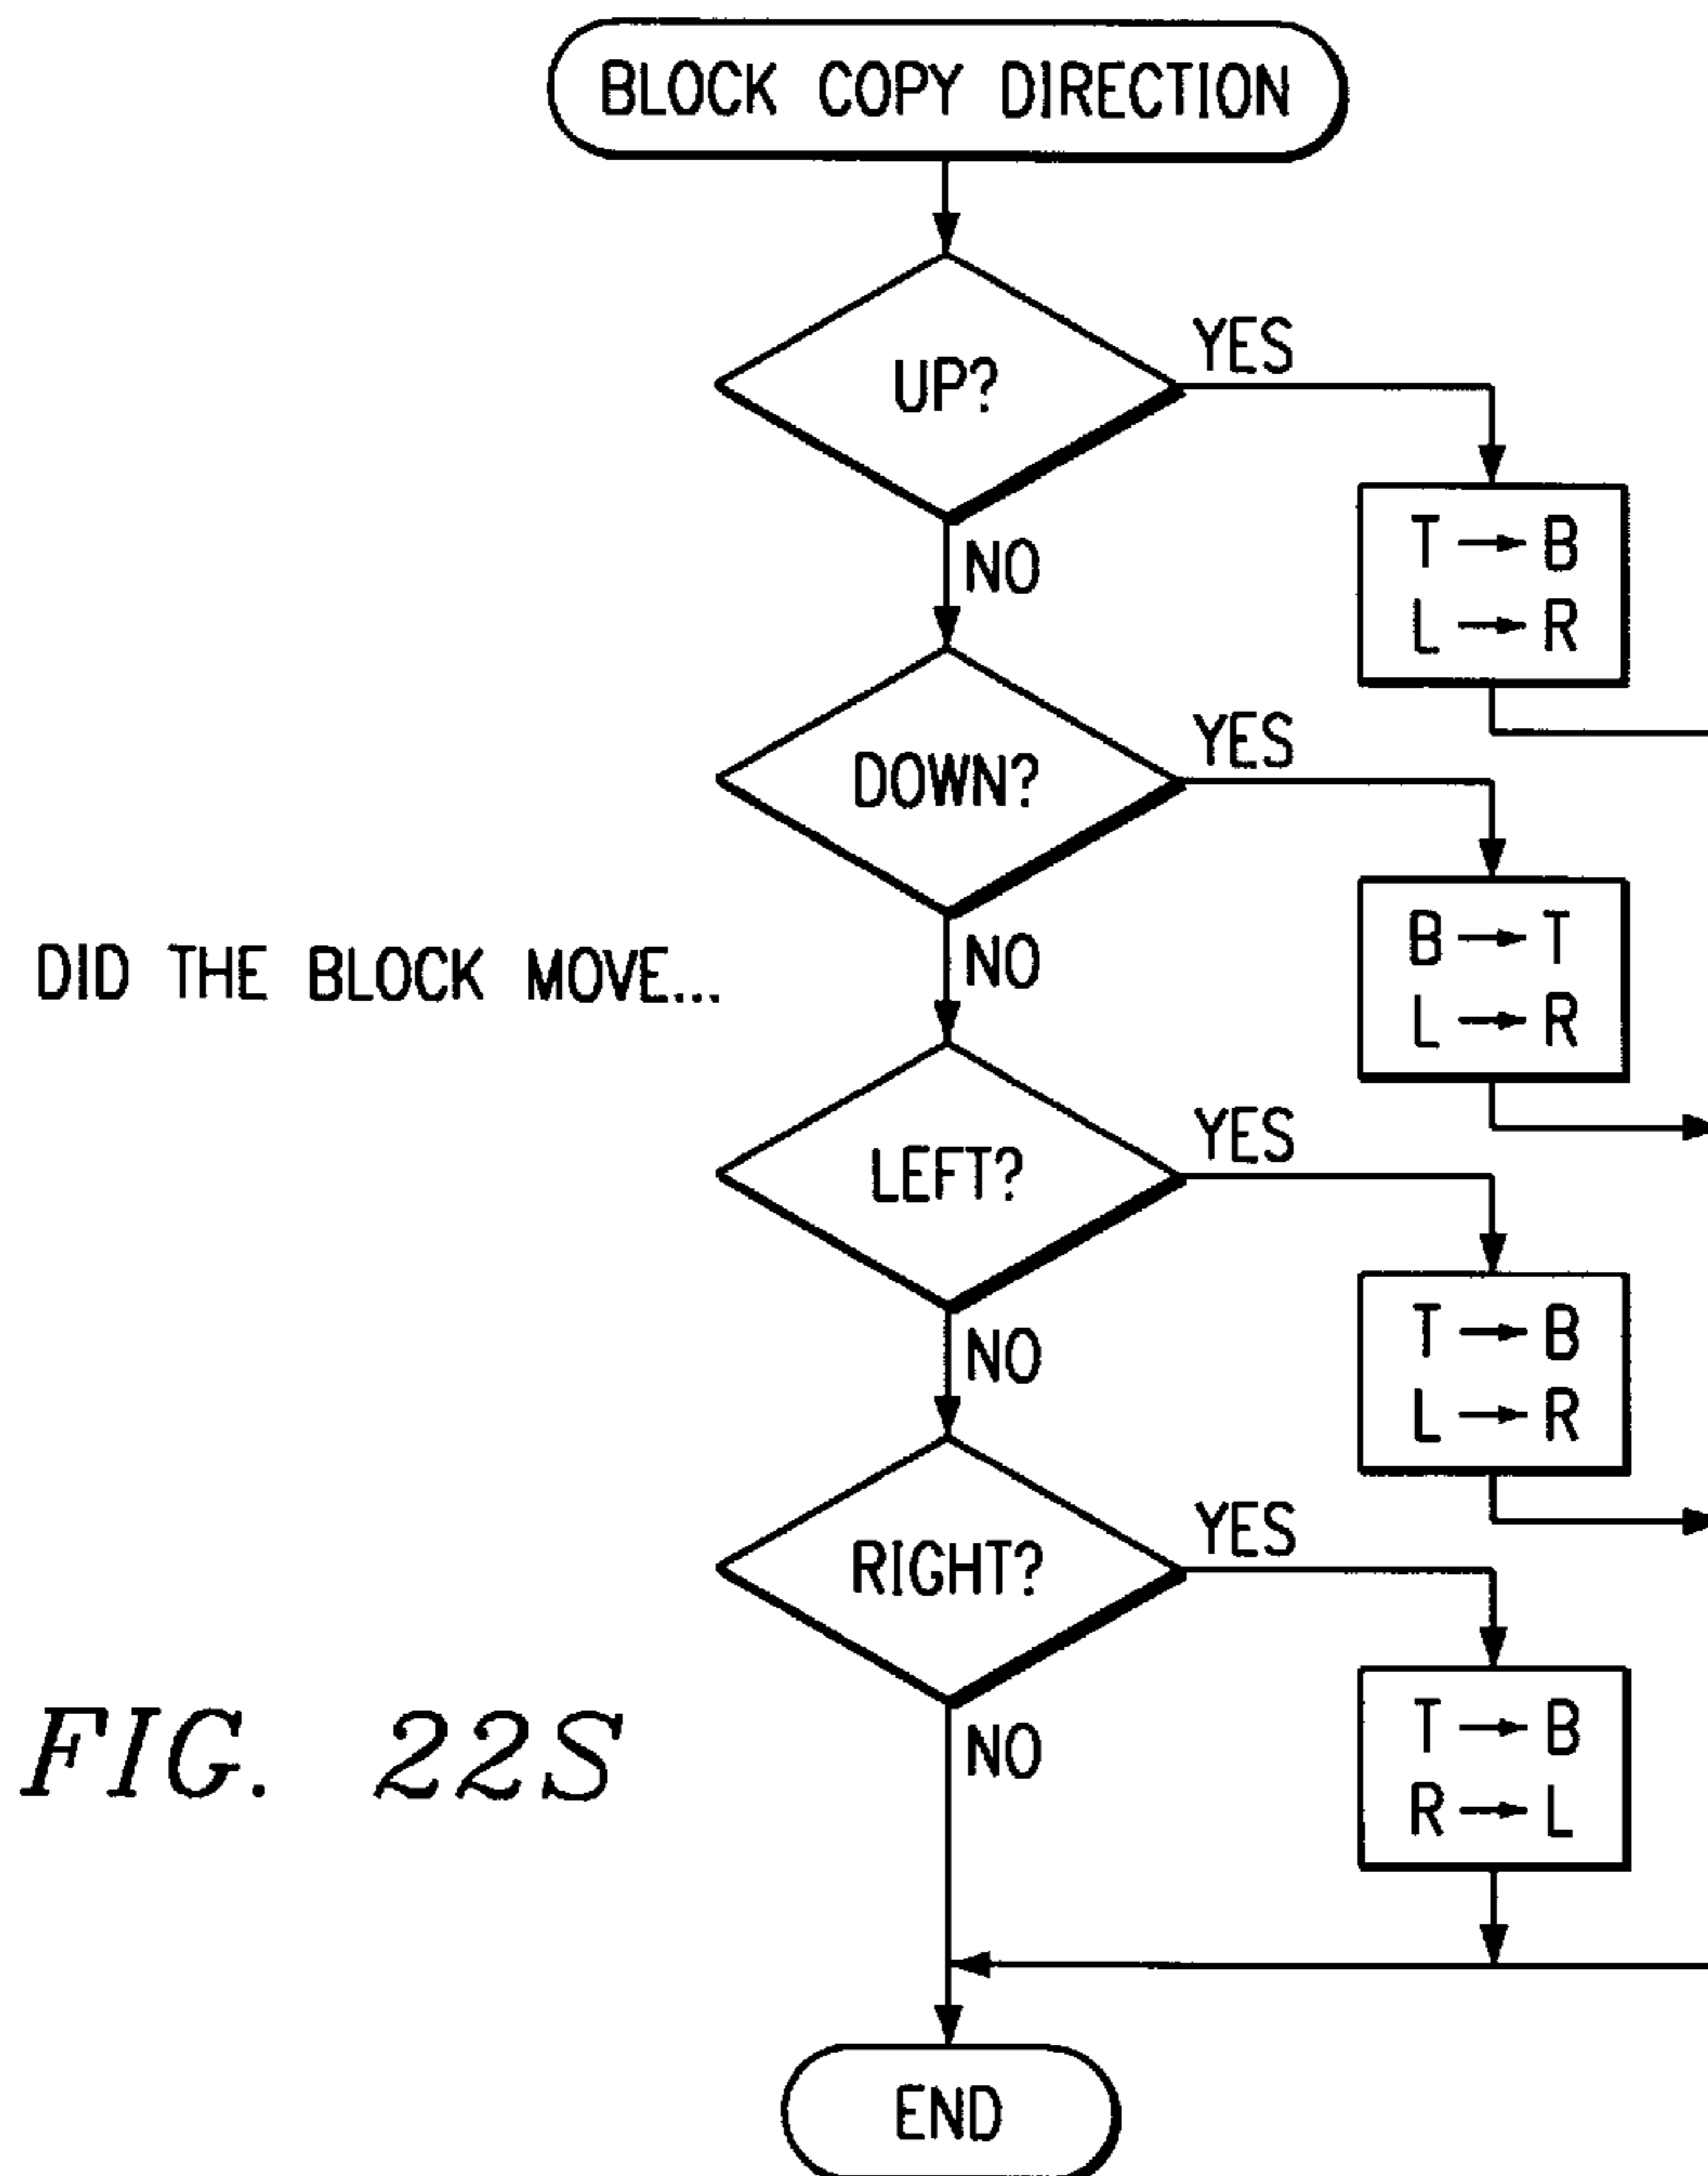 BLOCK COPY DIRECTION
UP?
YES
T → B
L → R
NO
DOWN?
YES
B → T
L → R
NO
DID THE BLOCK MOVE...
LEFT?
YES
T → B
L → R
NO
RIGHT?
YES
T → B
R → L
NO
FIG. 22S
END